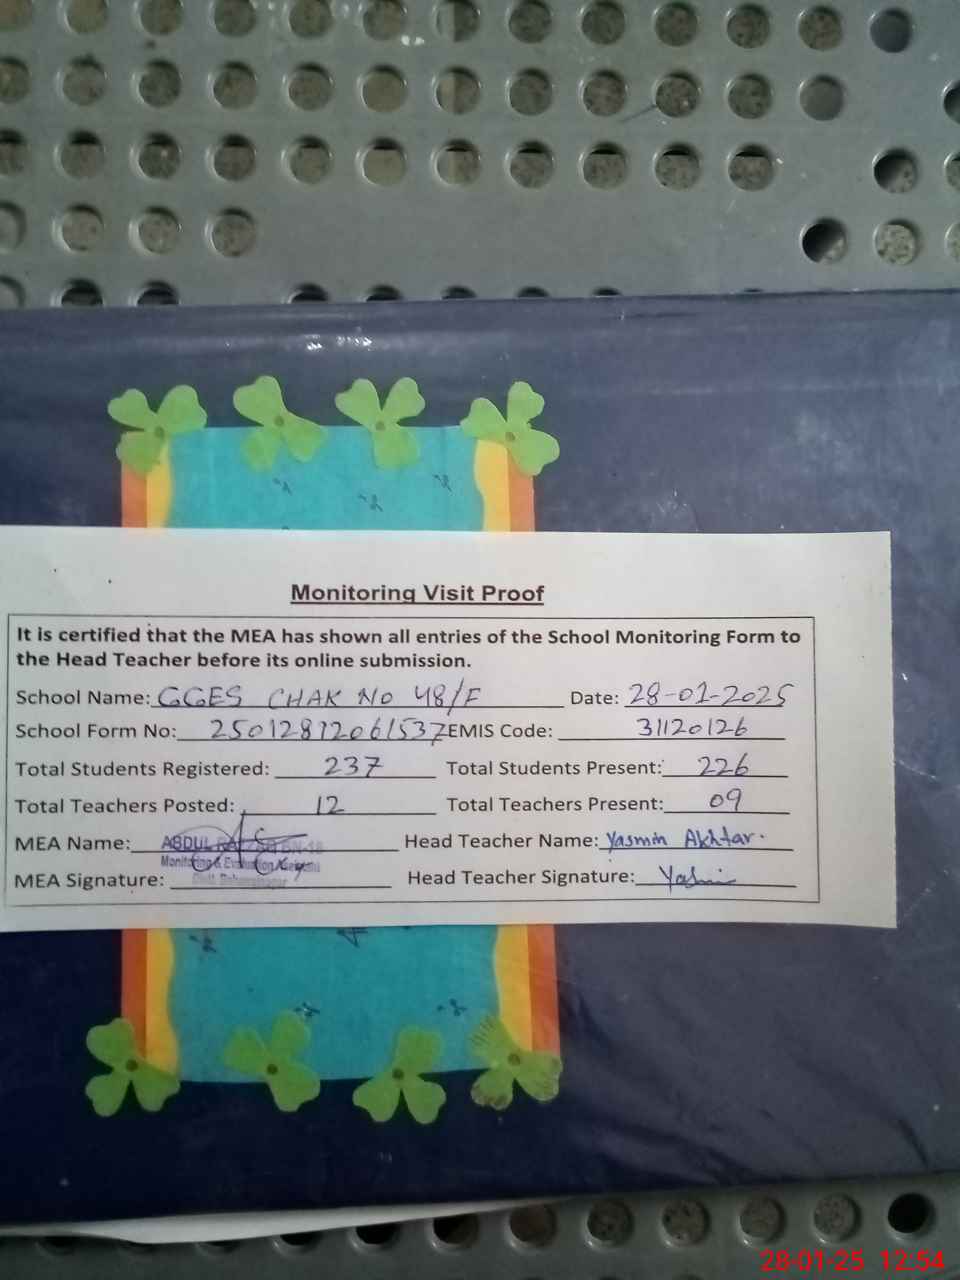 Monitoring Visit Proof
It is certified that the MEA has shown all entries of the School Monitoring Form to
the Head Teacher before its online submission.
School Name: GGES CHAK NO 48/F Date: 28-01-2025
School Form No: 25012812061537 EMIS Code: 31120126
Total Students Registered: 237 Total Students Present: 226
Total Teachers Posted: 12 Total Teachers Present: 09
MEA Name: ABDUL Head Teacher Name: Yasmin Akhtar.
Monitoring & Evaluation
MEA Signature: Head Teacher Signature:
28-01-25 12:54